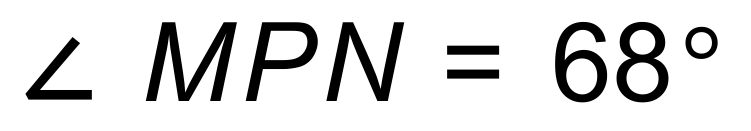 ∠ MPN = 68°